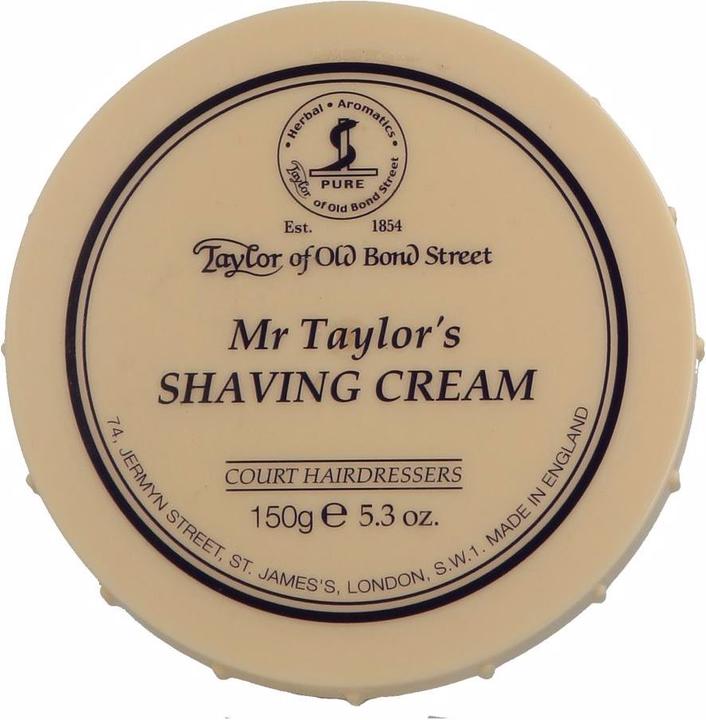 Herbal • Aromatics
PURE
Taylor of Old Bond Street
Est. 1854
Taylor of Old Bond Street
Mr Taylor's
SHAVING CREAM
COURT HAIRDRESSERS
150g e 5.3 oz.
74, JERMYN STREET, ST. JAMES'S, LONDON, S.W.1. MADE IN ENGLAND